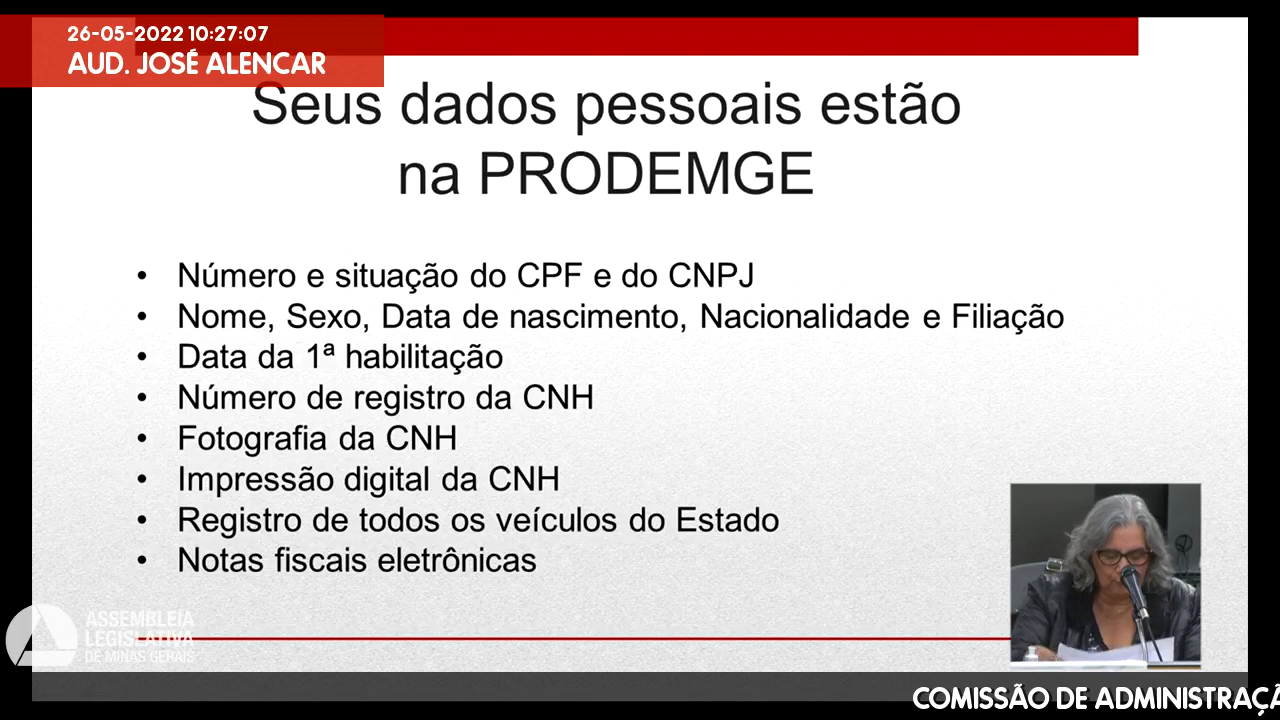 26-05-2022 10:27:07
AUD. JOSÉ ALENCAR
Seus dados pessoais estão
na PRODEMGE
• Número e situação do CPF e do CNPJ
• Nome, Sexo, Data de nascimento, Nacionalidade e Filiação
• Data da 1ª habilitação
• Número de registro da CNH
• Fotografia da CNH
• Impressão digital da CNH
• Registro de todos os veículos do Estado
• Notas fiscais eletrônicas
ASSEMBLEIA
LEGISLATIVA
DE MINAS GERAIS
COMISSÃO DE ADMINISTRAÇÃ